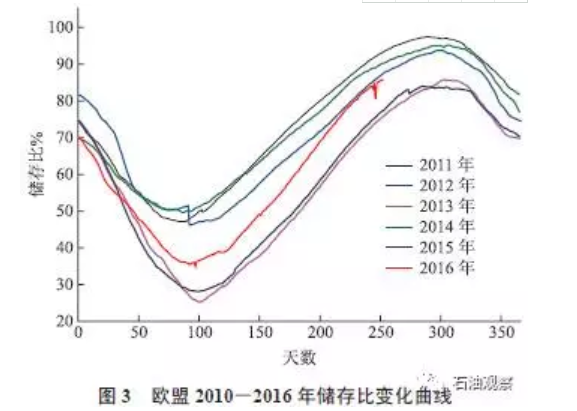 储存比%
100
90
80
70
60
50
40
30
20
0 50 100 150 200 250 300 350
天数
2011 年
2012 年
2013 年
2014 年
2015 年
2016 年
石油观察
图 3 欧盟 2010－2016 年储存比变化曲线